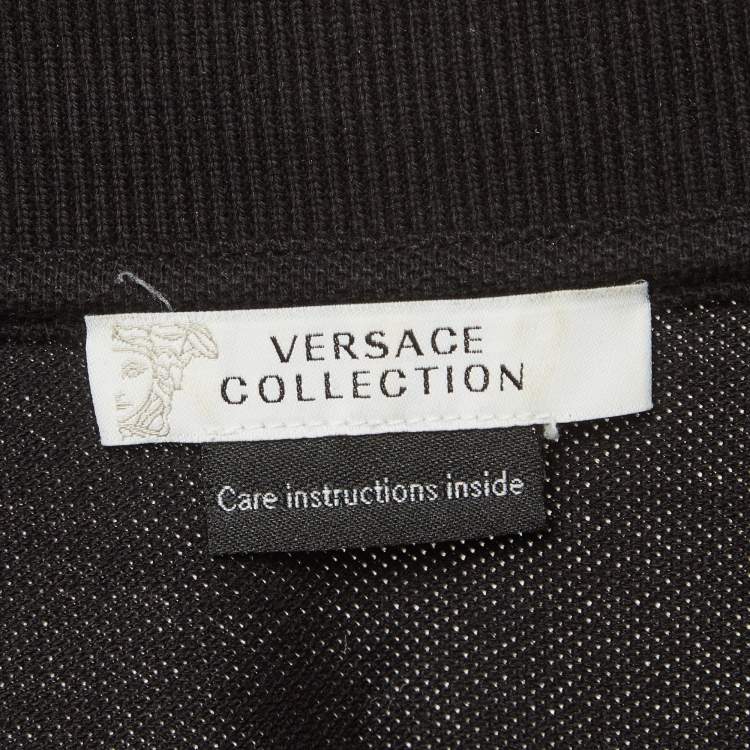 VERSACE
COLLECTION
Care instructions inside